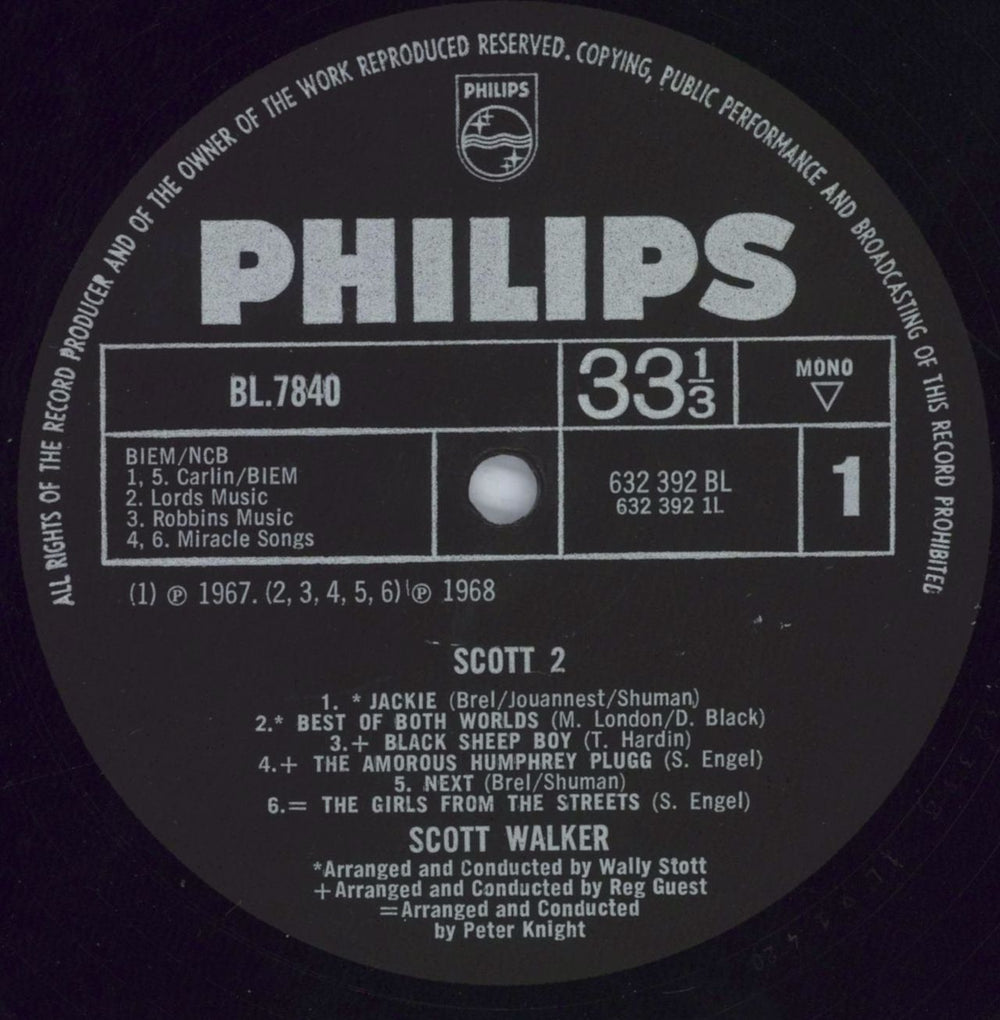 ALL RIGHTS OF THE RECORD PRODUCER AND OF THE OWNER OF THE WORK REPRODUCED RESERVED. COPYING, PUBLIC PERFORMANCE AND BROADCASTING OF THIS RECORD PROHIBITED
PHILIPS
PHILIPS
BL.7840
33 1/3
MONO
BIEM/NCB
1, 5. Carlin/BIEM
2. Lords Music
3. Robbins Music
4, 6. Miracle Songs
632 392 BL
632 392 1L
1
(1) ℗ 1967. (2, 3, 4, 5, 6) ℗ 1968
SCOTT 2
1. * JACKIE (Brel/Jouannest/Shuman)
2.* BEST OF BOTH WORLDS (M. London/D. Black)
3.+ BLACK SHEEP BOY (T. Hardin)
4.+ THE AMOROUS HUMPHREY PLUGG (S. Engel)
5. NEXT (Brel/Shuman)
6.= THE GIRLS FROM THE STREETS (S. Engel)
SCOTT WALKER
*Arranged and Conducted by Wally Stott
+Arranged and Conducted by Reg Guest
=Arranged and Conducted
by Peter Knight